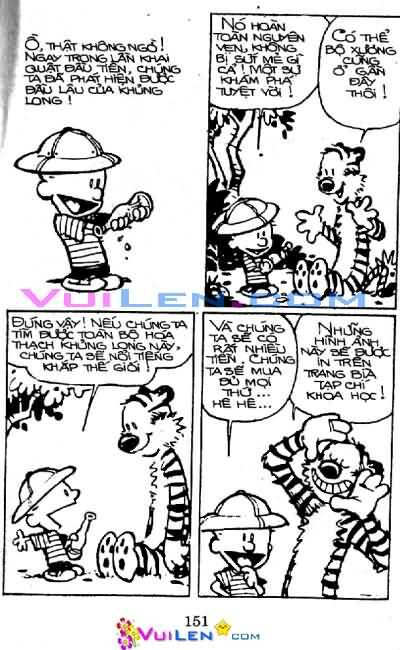 Ồ, THẬT KHÔNG NGỜ!
NGAY TRONG LẦN KHAI
QUẬT ĐẦU TIÊN, CHÚNG
TA ĐÃ PHÁT HIỆN ĐƯỢC
ĐẦU LÂU CỦA KHỦNG
LONG!
NÓ HOÀN
TOÀN NGUYÊN
VẸN, KHÔNG
BỊ SỨT MẺ GÌ
CẢ! MỘT SỰ
KHÁM PHÁ
TUYỆT VỜI!
CÓ THỂ
BỘ XƯƠNG
CŨNG
Ở GẦN
ĐÂY
THÔI!
ĐÚNG VẬY! NẾU CHÚNG TA
TÌM ĐƯỢC TOÀN BỘ HÓA
THẠCH KHỦNG LONG NÀY,
CHÚNG TA SẼ NỔI TIẾNG
KHẮP THẾ GIỚI!
VÀ CHÚNG
TA SẼ CÓ
RẤT NHIỀU
TIỀN, CHÚNG
TA SẼ MUA
ĐỦ MỌI
THỨ...
HÊ HÊ...
NHỮNG
HÌNH ẢNH
NÀY SẼ ĐƯỢC
IN TRÊN
TRANG BÌA
TẠP CHÍ
KHOA HỌC!
VUILEN.COM
151
VUILEN.COM